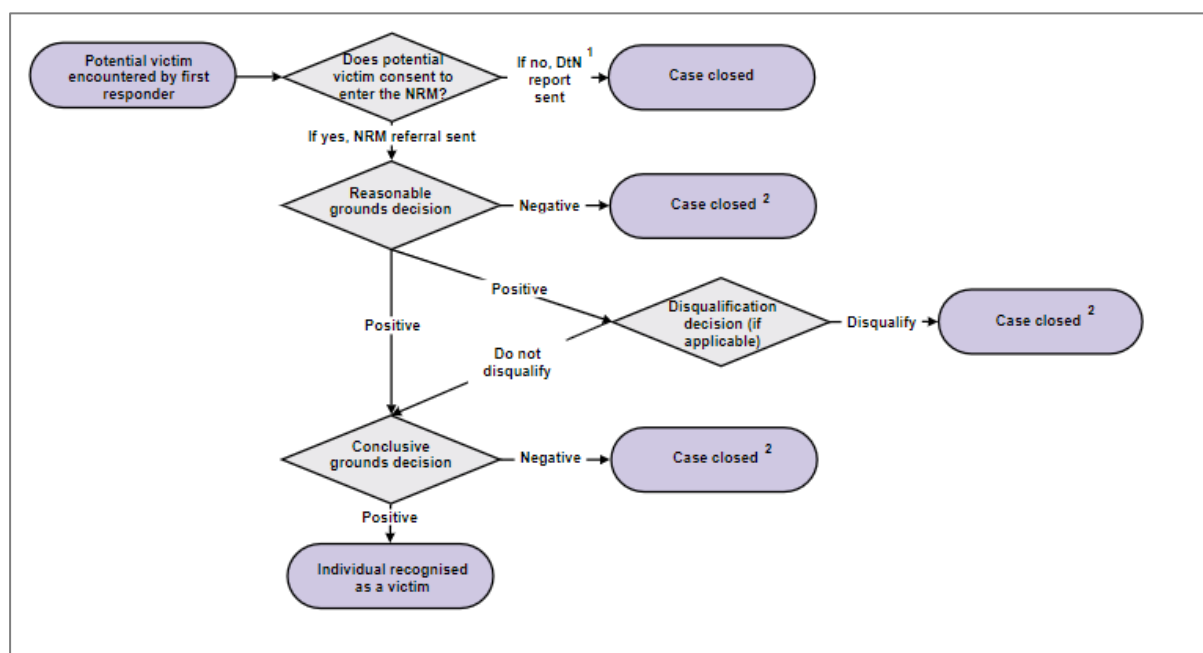 Potential victim
encountered by first
responder
Does potential
victim consent to
enter the NRM?
If no, DtN 1
report
sent
Case closed
If yes, NRM referral sent
Reasonable
grounds decision
Negative
Case closed 2
Positive
Positive
Disqualification
decision (if
applicable)
Disqualify
Case closed 2
Do not
disqualify
Conclusive
grounds decision
Negative
Case closed 2
Positive
Individual recognised
as a victim